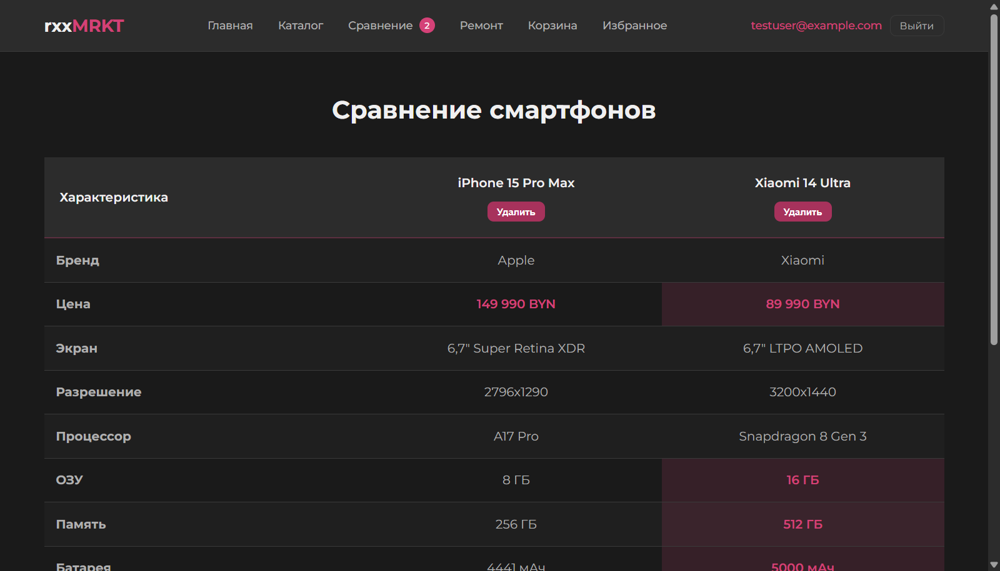 rxxMRKT Главная Каталог Сравнение 2 Ремонт Корзина Избранное testuser@example.com Выйти
Сравнение смартфонов
Характеристика iPhone 15 Pro Max Xiaomi 14 Ultra
Удалить Удалить
Бренд Apple Xiaomi
Цена 149 990 BYN 89 990 BYN
Экран 6,7" Super Retina XDR 6,7" LTPO AMOLED
Разрешение 2796x1290 3200x1440
Процессор A17 Pro Snapdragon 8 Gen 3
ОЗУ 8 ГБ 16 ГБ
Память 256 ГБ 512 ГБ
Батарея 4441 мАч 5000 мАч